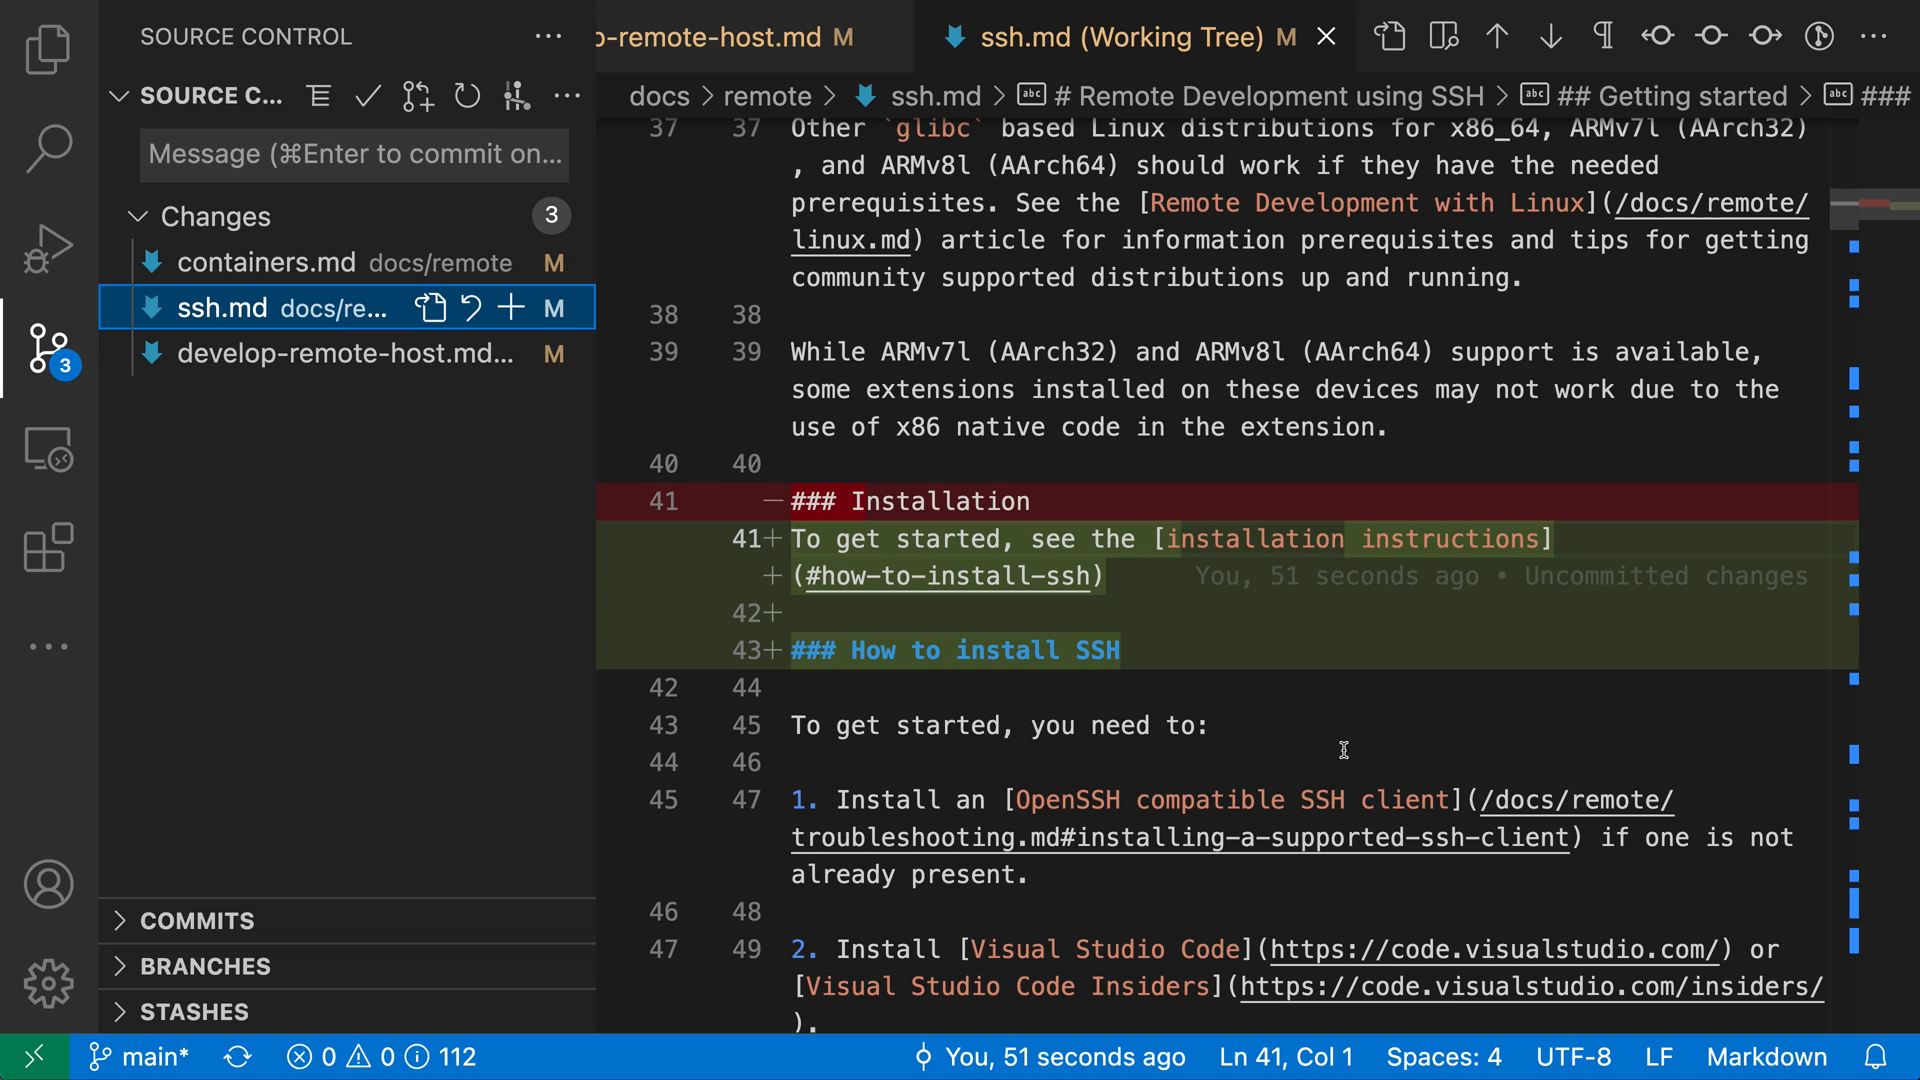 SOURCE CONTROL
SOURCE C...
Message (⌘Enter to commit on...
Changes
3
containers.md docs/remote M
ssh.md docs/re... M
develop-remote-host.md... M
3
COMMITS
BRANCHES
STASHES
-remote-host.md M
ssh.md (Working Tree) M
docs > remote > ssh.md > # Remote Development using SSH > ## Getting started > ###
37 37 Other `glibc` based Linux distributions for x86_64, ARMv7l (AArch32)
, and ARMv8l (AArch64) should work if they have the needed
prerequisites. See the [Remote Development with Linux](/docs/remote/
linux.md) article for information prerequisites and tips for getting
community supported distributions up and running.
38 38
39 39 While ARMv7l (AArch32) and ARMv8l (AArch64) support is available,
some extensions installed on these devices may not work due to the
use of x86 native code in the extension.
40 40
41 — ### Installation
41+ To get started, see the [installation instructions]
+ (#how-to-install-ssh) You, 51 seconds ago • Uncommitted changes
42+
43+ ### How to install SSH
42 44
43 45 To get started, you need to:
44 46
45 47 1. Install an [OpenSSH compatible SSH client](/docs/remote/
troubleshooting.md#installing-a-supported-ssh-client) if one is not
already present.
46 48
47 49 2. Install [Visual Studio Code](https://code.visualstudio.com/) or
[Visual Studio Code Insiders](https://code.visualstudio.com/insiders/
).
main* 0 0 112 You, 51 seconds ago Ln 41, Col 1 Spaces: 4 UTF-8 LF Markdown